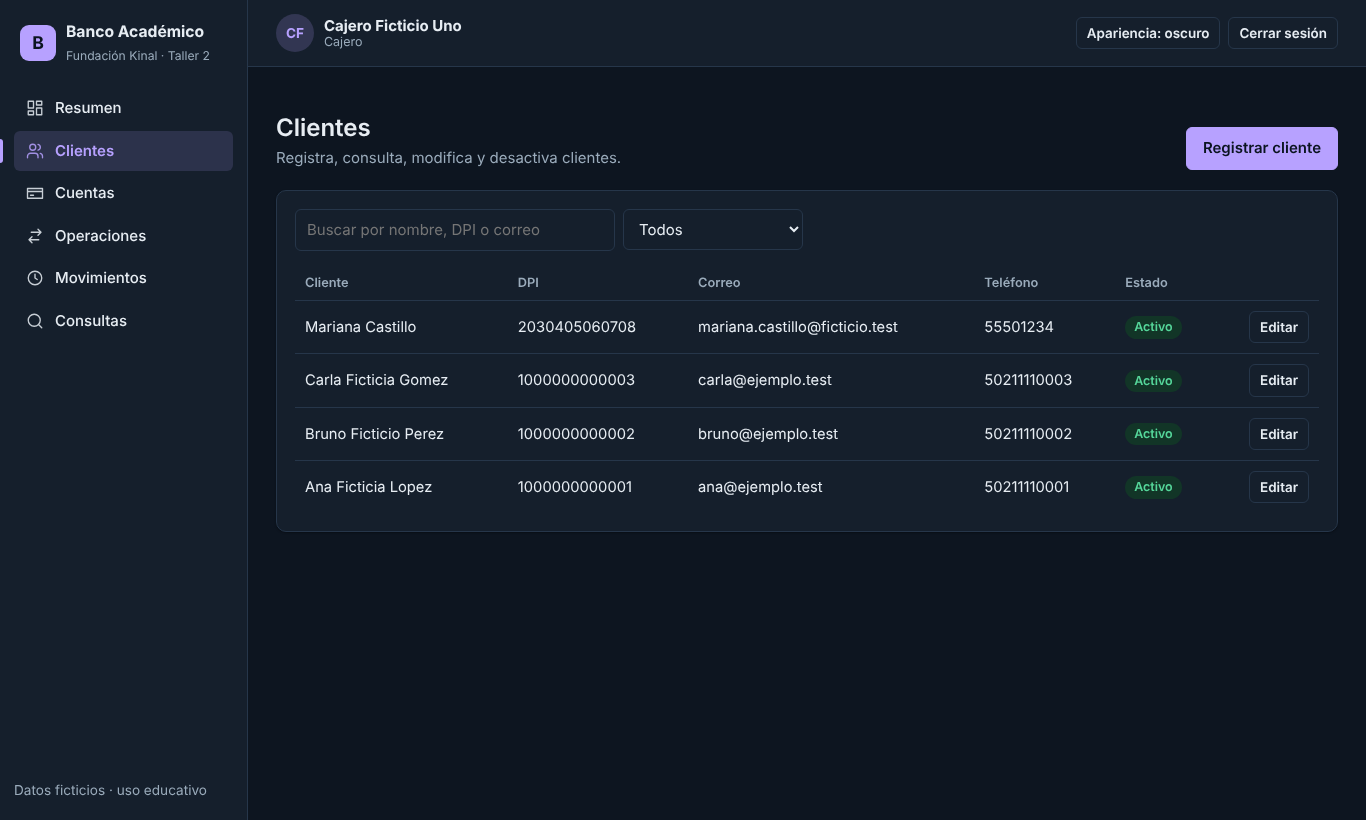 B
Banco Académico
Fundación Kinal · Taller 2
Resumen
Clientes
Cuentas
Operaciones
Movimientos
Consultas
Datos ficticios · uso educativo
CF
Cajero Ficticio Uno
Cajero
Apariencia: oscuro
Cerrar sesión
Clientes
Registra, consulta, modifica y desactiva clientes.
Registrar cliente
Buscar por nombre, DPI o correo
Todos
Cliente DPI Correo Teléfono Estado
Mariana Castillo 2030405060708 mariana.castillo@ficticio.test 55501234 Activo Editar
Carla Ficticia Gomez 1000000000003 carla@ejemplo.test 50211110003 Activo Editar
Bruno Ficticio Perez 1000000000002 bruno@ejemplo.test 50211110002 Activo Editar
Ana Ficticia Lopez 1000000000001 ana@ejemplo.test 50211110001 Activo Editar